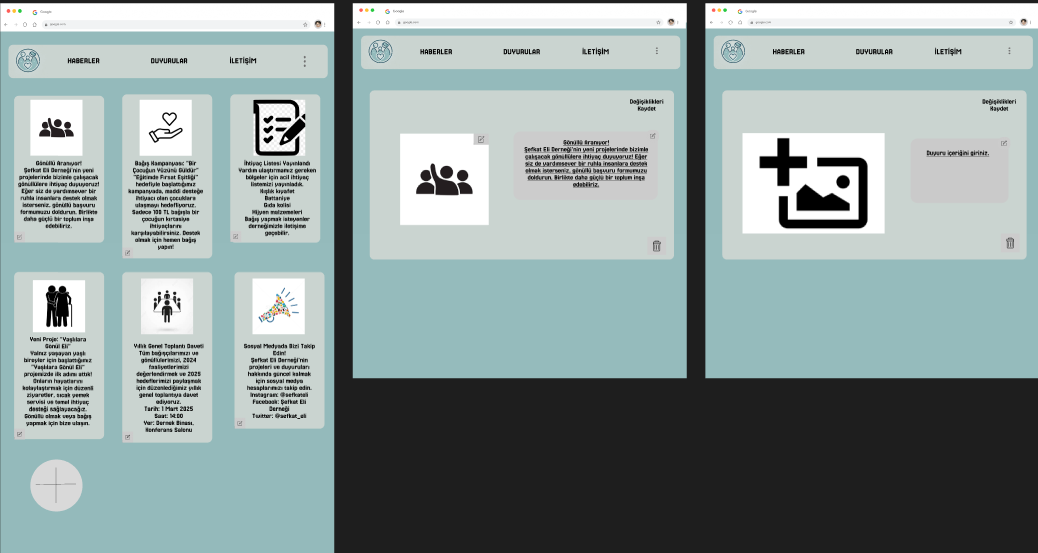 Google
google.com
HABERLER
DUYURULAR
İLETİŞİM
Gönüllü Aranıyor!
Şefkat Eli Derneği'nin yeni
projelerinde bizimle çalışacak
gönüllülere ihtiyaç duyuyoruz!
Eğer siz de yardımsever bir
ruhla insanlara destek olmak
isterseniz, gönüllü başvuru
formumuzu doldurun. Birlikte
daha güçlü bir toplum inşa
edebiliriz.
Bağış Kampanyası: "Bir
Çocuğun Yüzünü Güldür"
"Eğitimde Fırsat Eşitliği"
hedefiyle başlattığımız
kampanyada, maddi desteğe
ihtiyacı olan çocuklara
ulaşmayı hedefliyoruz.
Sadece 100 TL bağışla bir
çocuğun kırtasiye
ihtiyaçlarını
karşılayabilirsiniz. Destek
olmak için hemen bağış
yapın!
İhtiyaç Listesi Yayınlandı
Yardım ulaştırmamız gereken
bölgeler için acil ihtiyaç
listemizi yayınladık.
Kışlık kıyafet
Battaniye
Gıda kolisi
Hijyen malzemeleri
Bağış yapmak isteyenler
derneğimizle iletişime
geçebilir.
Yeni Proje: "Yaşlılara
Gönül Eli"
Yalnız yaşayan yaşlı
bireyler için başlattığımız
"Yaşlılara Gönül Eli"
projemizde ilk adımı attık!
Onların hayatlarını
kolaylaştırmak için düzenli
ziyaretler, sıcak yemek
servisi ve temel ihtiyaç
desteği sağlayacağız.
Gönüllü olmak veya bağış
yapmak için bize ulaşın.
Yıllık Genel Toplantı Daveti
Tüm bağışçılarımızı ve
gönüllülerimizi, 2024
faaliyetlerimizi
değerlendirmek ve 2025
hedeflerimizi paylaşmak
için düzenlediğimiz yıllık
genel toplantıya davet
ediyoruz.
Tarih: 1 Mart 2025
Saat: 14:00
Yer: Dernek Binası,
Konferans Salonu
Sosyal Medyada Bizi Takip
Edin!
Şefkat Eli Derneği'nin
projeleri ve duyuruları
hakkında güncel kalmak
için sosyal medya
hesaplarımızı takip edin.
Instagram: @sefkateli
Facebook: Şefkat Eli
Derneği
Twitter: @sefkat_eli
Google
google.com
HABERLER
DUYURULAR
İLETİŞİM
Değişiklikleri
Kaydet
Gönüllü Aranıyor!
Şefkat Eli Derneği'nin yeni projelerinde bizimle
çalışacak gönüllülere ihtiyaç duyuyoruz! Eğer
siz de yardımsever bir ruhla insanlara destek
olmak isterseniz, gönüllü başvuru formumuzu
doldurun. Birlikte daha güçlü bir toplum inşa
edebiliriz.
Google
google.com
HABERLER
DUYURULAR
İLETİŞİM
Değişiklikleri
Kaydet
Duyuru içeriğini giriniz.